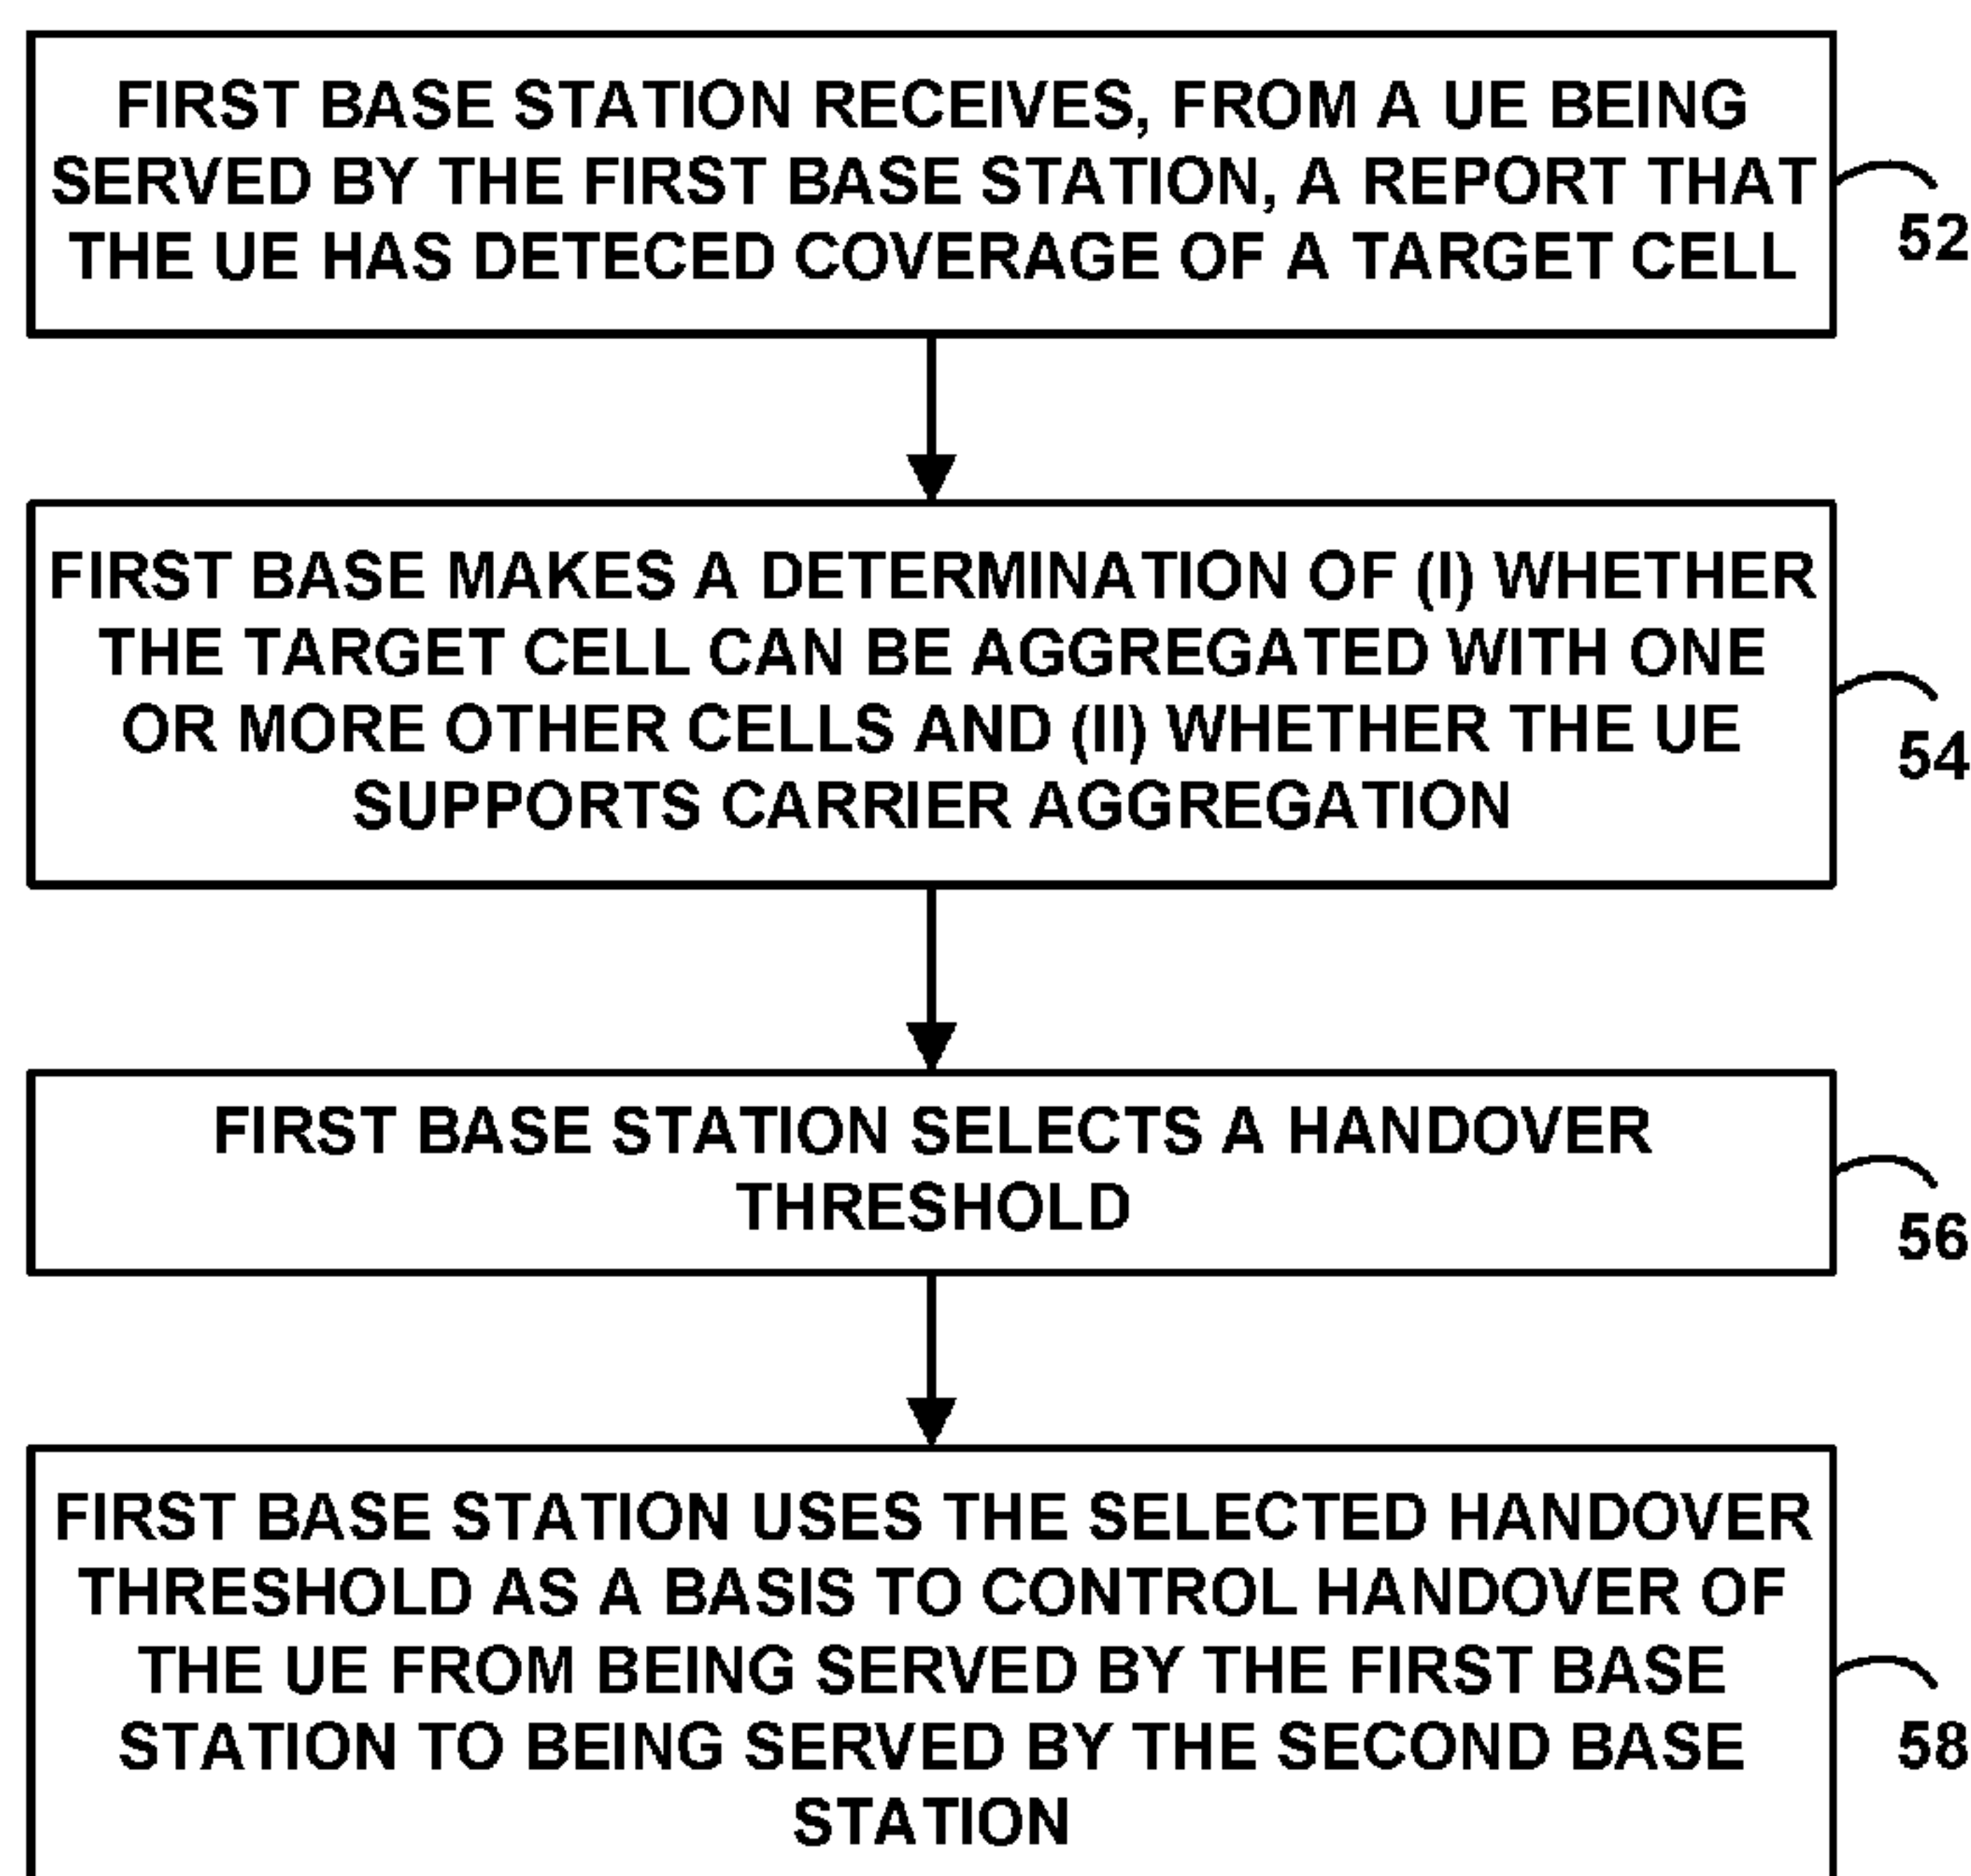 FIRST BASE STATION RECEIVES, FROM A UE BEING
SERVED BY THE FIRST BASE STATION, A REPORT THAT
THE UE HAS DETECED COVERAGE OF A TARGET CELL
52
FIRST BASE MAKES A DETERMINATION OF (I) WHETHER
THE TARGET CELL CAN BE AGGREGATED WITH ONE
OR MORE OTHER CELLS AND (II) WHETHER THE UE
SUPPORTS CARRIER AGGREGATION
54
FIRST BASE STATION SELECTS A HANDOVER
THRESHOLD
56
FIRST BASE STATION USES THE SELECTED HANDOVER
THRESHOLD AS A BASIS TO CONTROL HANDOVER OF
THE UE FROM BEING SERVED BY THE FIRST BASE
STATION TO BEING SERVED BY THE SECOND BASE
STATION
58